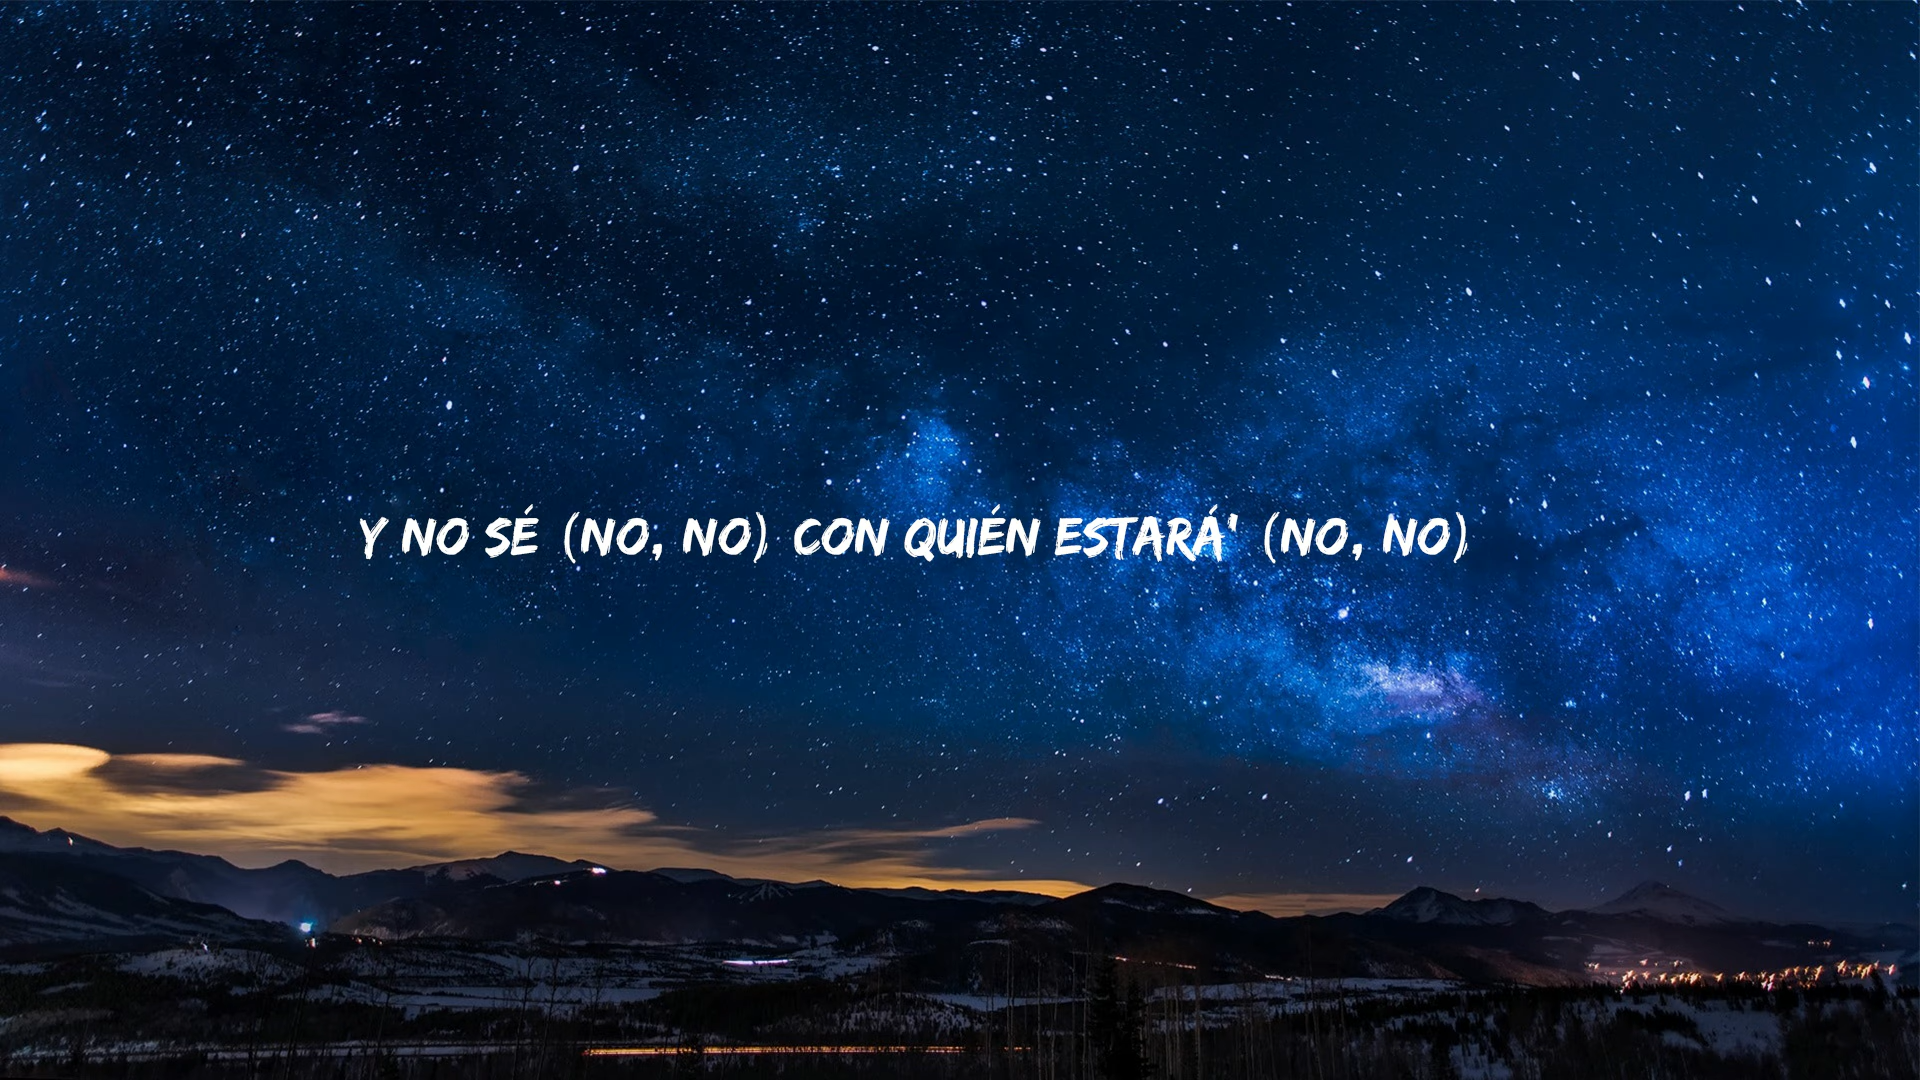 Y NO SÉ (NO, NO) CON QUIÉN ESTARÁ' (NO, NO)